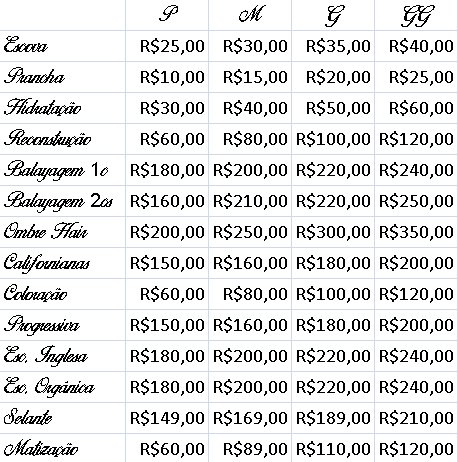 P M G GG
Escova R$25,00 R$30,00 R$35,00 R$40,00
Prancha R$10,00 R$15,00 R$20,00 R$25,00
Hidratação R$30,00 R$40,00 R$50,00 R$60,00
Reconstrução R$60,00 R$80,00 R$100,00 R$120,00
Balayagem 1c R$180,00 R$200,00 R$220,00 R$240,00
Balayagem 2cs R$160,00 R$210,00 R$220,00 R$250,00
Ombre Hair R$200,00 R$250,00 R$300,00 R$350,00
Californianas R$150,00 R$160,00 R$180,00 R$200,00
Coloração R$60,00 R$80,00 R$100,00 R$120,00
Progressiva R$150,00 R$160,00 R$180,00 R$200,00
Esc. Inglesa R$180,00 R$200,00 R$220,00 R$240,00
Esc. Orgánica R$180,00 R$200,00 R$220,00 R$240,00
Selante R$149,00 R$169,00 R$189,00 R$210,00
Matização R$60,00 R$89,00 R$110,00 R$120,00